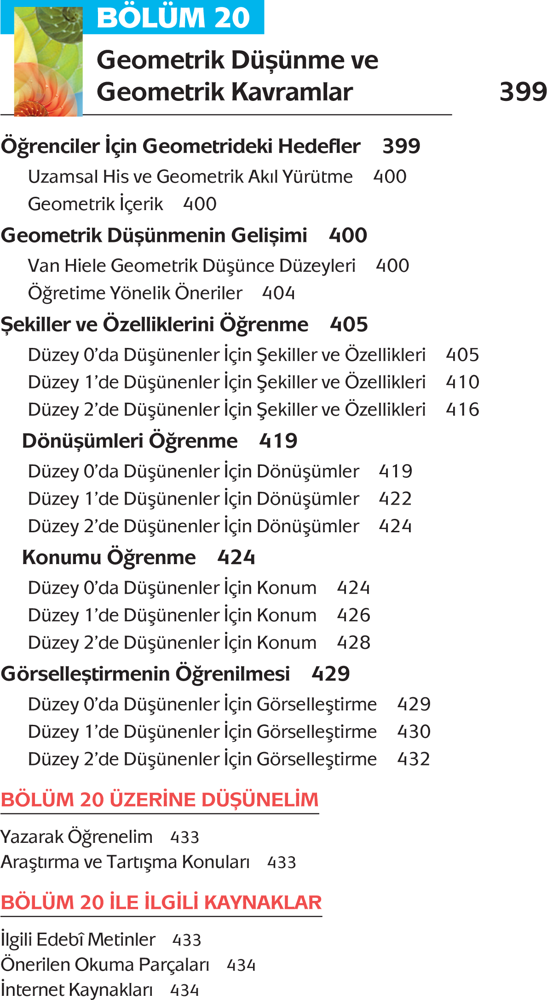 BÖLÜM 20
Geometrik Düşünme ve
Geometrik Kavramlar 399
Öğrenciler İçin Geometrideki Hedefler 399
Uzamsal His ve Geometrik Akıl Yürütme 400
Geometrik İçerik 400
Geometrik Düşünmenin Gelişimi 400
Van Hiele Geometrik Düşünce Düzeyleri 400
Öğretime Yönelik Öneriler 404
Şekiller ve Özelliklerini Öğrenme 405
Düzey 0’da Düşünenler İçin Şekiller ve Özellikleri 405
Düzey 1’de Düşünenler İçin Şekiller ve Özellikleri 410
Düzey 2’de Düşünenler İçin Şekiller ve Özellikleri 416
Dönüşümleri Öğrenme 419
Düzey 0’da Düşünenler İçin Dönüşümler 419
Düzey 1’de Düşünenler İçin Dönüşümler 422
Düzey 2’de Düşünenler İçin Dönüşümler 424
Konumu Öğrenme 424
Düzey 0’da Düşünenler İçin Konum 424
Düzey 1’de Düşünenler İçin Konum 426
Düzey 2’de Düşünenler İçin Konum 428
Görselleştirmenin Öğrenilmesi 429
Düzey 0’da Düşünenler İçin Görselleştirme 429
Düzey 1’de Düşünenler İçin Görselleştirme 430
Düzey 2’de Düşünenler İçin Görselleştirme 432
BÖLÜM 20 ÜZERİNE DÜŞÜNELİM
Yazarak Öğrenelim 433
Araştırma ve Tartışma Konuları 433
BÖLÜM 20 İLE İLGİLİ KAYNAKLAR
İlgili Edebî Metinler 433
Önerilen Okuma Parçaları 434
İnternet Kaynakları 434